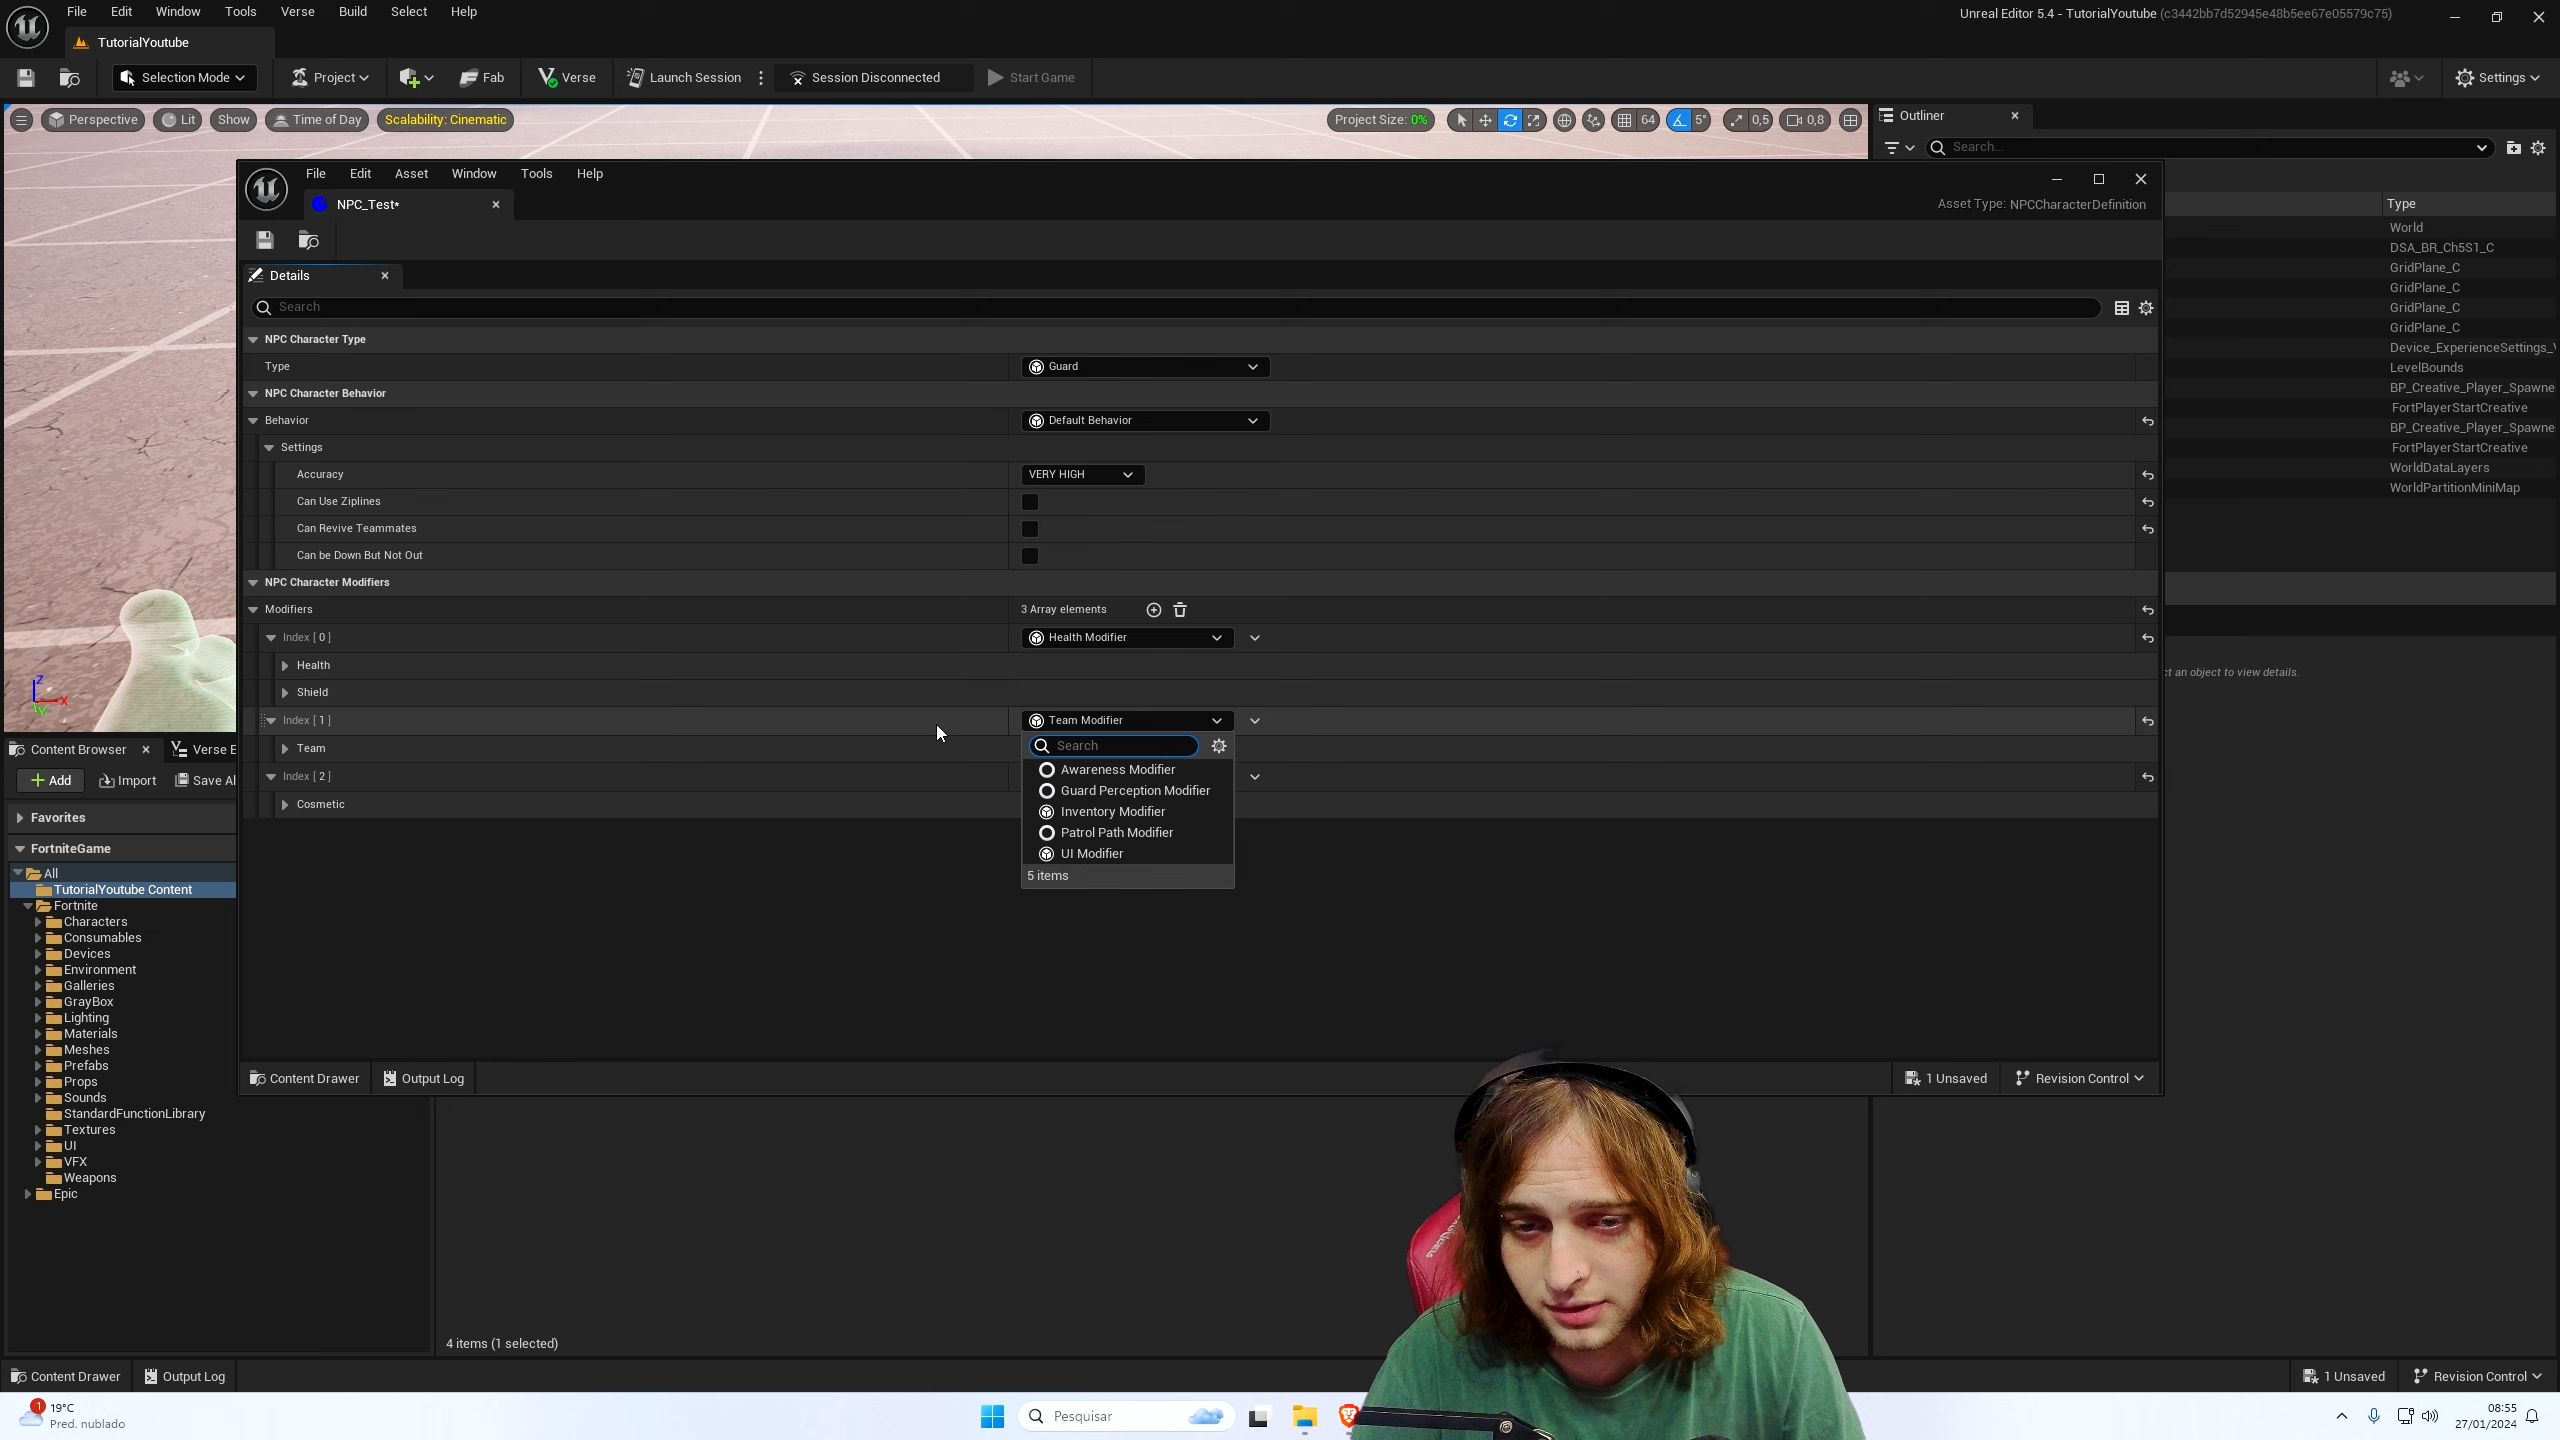 File Edit Window Tools Verse Build Select Help
Unreal Editor 5.4 - TutorialYoutube (c3442bb7d52945e48b5ee67e05579c75)
TutorialYoutube
Selection Mode Project Fab Verse Launch Session Session Disconnected Start Game Settings
Perspective Lit Show Time of Day Scalability: Cinematic Project Size: 0% 64 5° 0,5 0,8
Outliner
Search...
Type
World
DSA_BR_Ch5S1_C
GridPlane_C
GridPlane_C
GridPlane_C
GridPlane_C
Device_ExperienceSettings_
LevelBounds
BP_Creative_Player_Spawne
FortPlayerStartCreative
BP_Creative_Player_Spawne
FortPlayerStartCreative
WorldDataLayers
WorldPartitionMiniMap
ct an object to view details.
File Edit Asset Window Tools Help
NPC_Test*
Asset Type: NPCCharacterDefinition
Details
Search
NPC Character Type
Type Guard
NPC Character Behavior
Behavior Default Behavior
Settings
Accuracy VERY HIGH
Can Use Ziplines
Can Revive Teammates
Can be Down But Not Out
NPC Character Modifiers
Modifiers 3 Array elements
Index [ 0 ] Health Modifier
Health
Shield
Index [ 1 ] Team Modifier
Team
Index [ 2 ]
Cosmetic
Search
Awareness Modifier
Guard Perception Modifier
Inventory Modifier
Patrol Path Modifier
UI Modifier
5 items
Content Drawer Output Log 1 Unsaved Revision Control
Content Browser Verse E
Add Import Save Al
Favorites
FortniteGame
All
TutorialYoutube Content
Fortnite
Characters
Consumables
Devices
Environment
Galleries
GrayBox
Lighting
Materials
Meshes
Prefabs
Props
Sounds
StandardFunctionLibrary
Textures
UI
VFX
Weapons
Epic
4 items (1 selected)
Content Drawer Output Log 1 Unsaved Revision Control
1
19°C
Pred. nublado
Pesquisar
08:55
27/01/2024